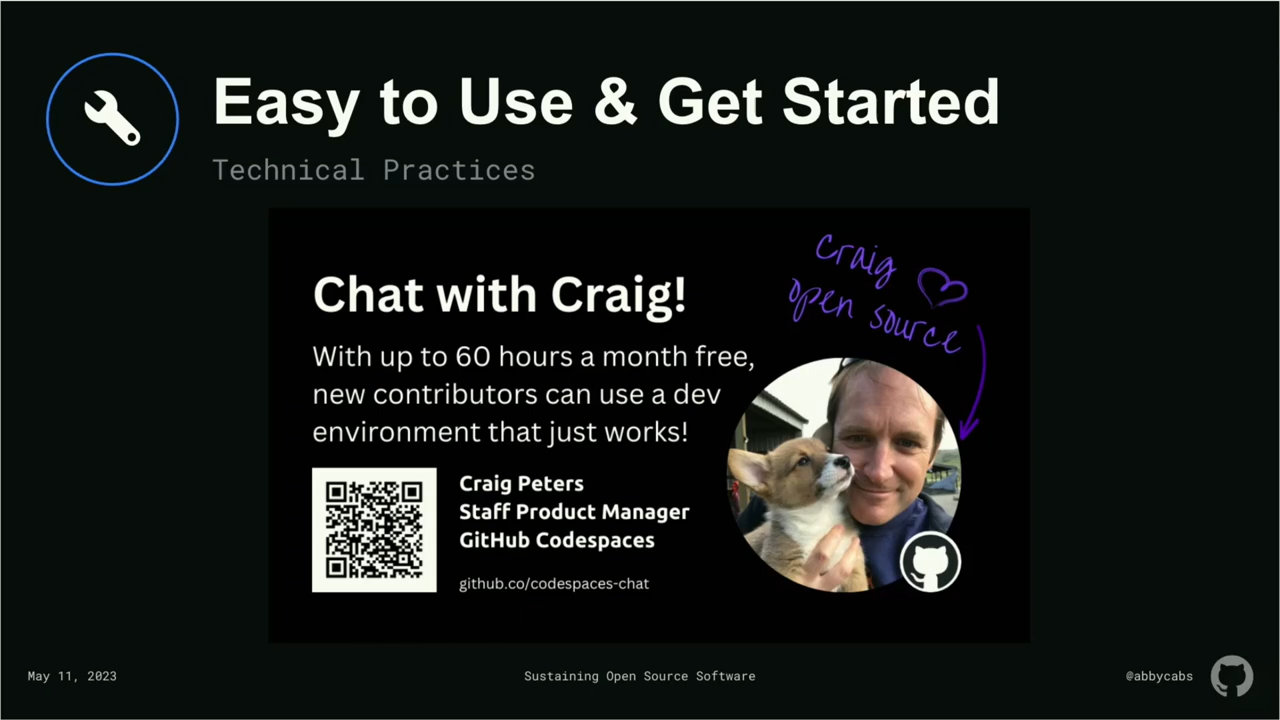 Easy to Use & Get Started
Technical Practices
Chat with Craig!
Craig
open source
With up to 60 hours a month free,
new contributors can use a dev
environment that just works!
Craig Peters
Staff Product Manager
GitHub Codespaces
github.co/codespaces-chat
May 11, 2023
Sustaining Open Source Software
@abbycabs